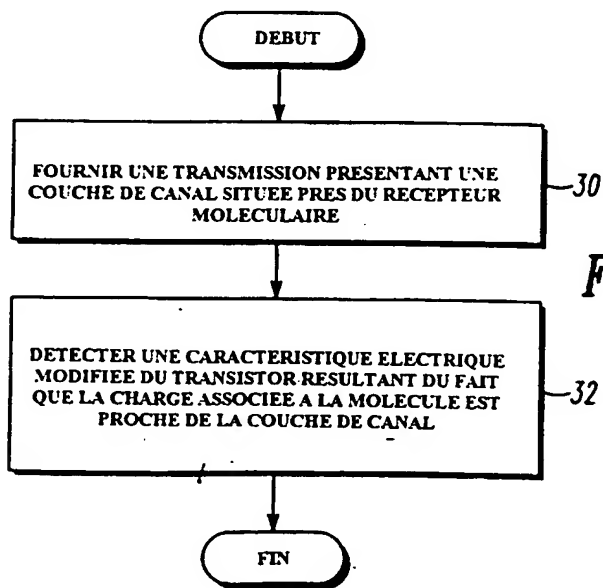 DEBUT
FOURNIR UNE TRANSMISSION PRESENTANT UNE
COUCHE DE CANAL SITUEE PRES DU RECEPTEUR
MOLECULAIRE
30
F
DETECTER UNE CARACTERISTIQUE ELECTRIQUE
MODIFIEE DU TRANSISTOR RESULTANT DU FAIT
QUE LA CHARGE ASSOCIEE A LA MOLECULE EST
PROCHE DE LA COUCHE DE CANAL
32
FIN